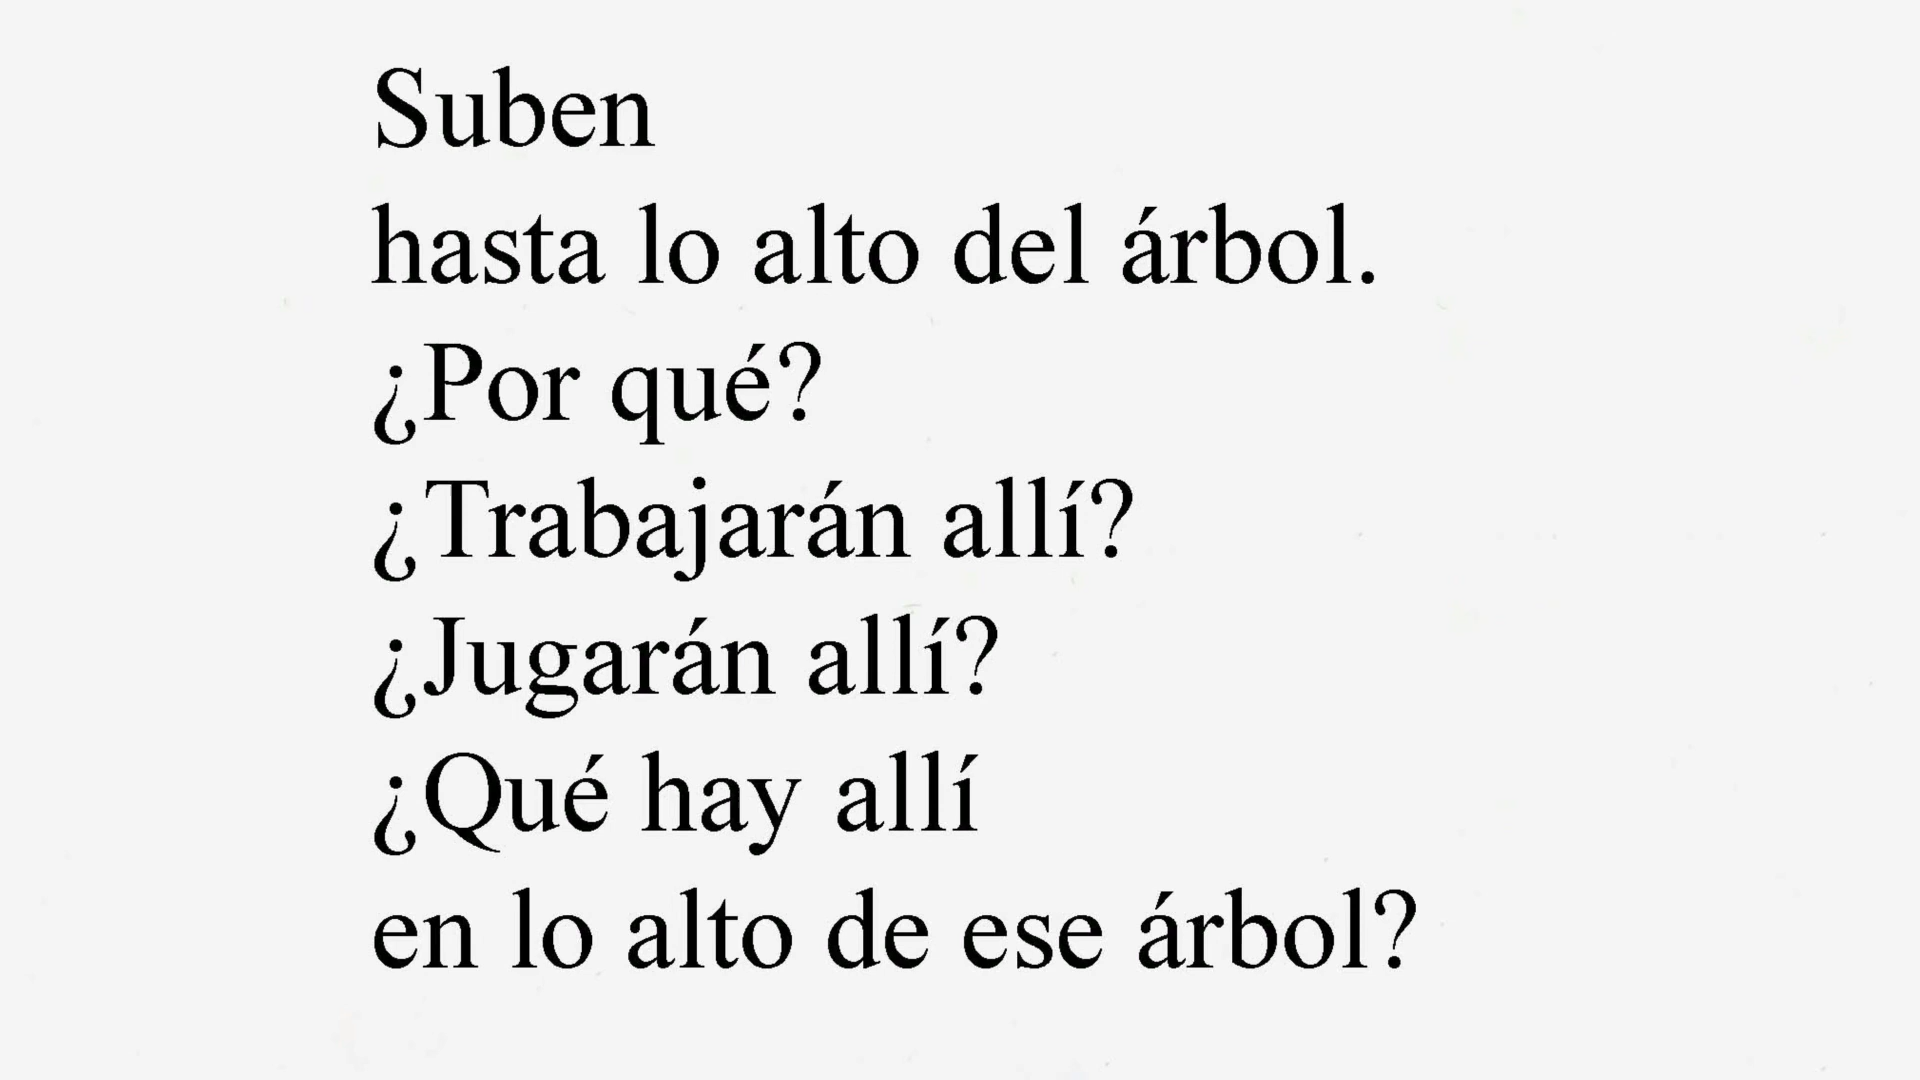 Suben
hasta lo alto del árbol.
¿Por qué?
¿Trabajarán allí?
¿Jugarán allí?
¿Qué hay allí
en lo alto de ese árbol?